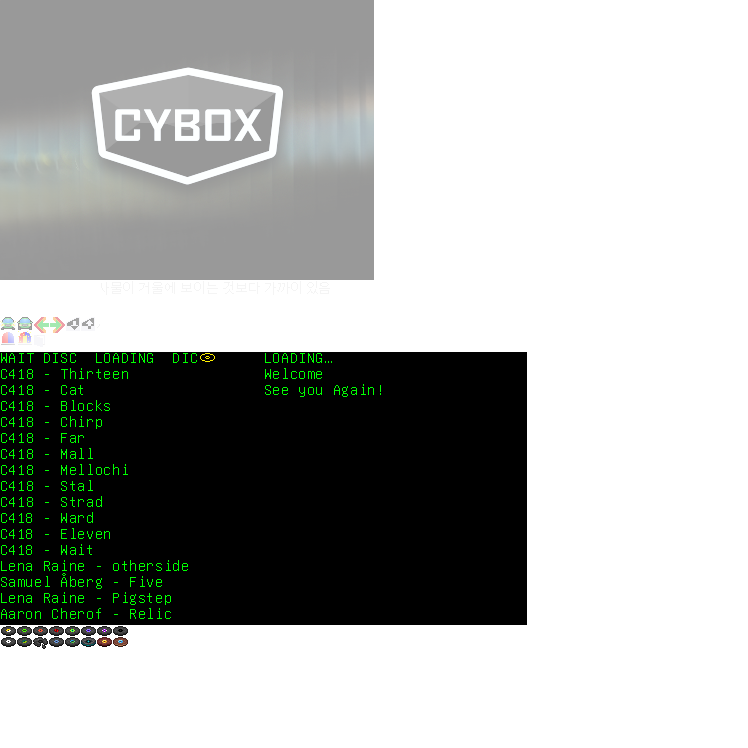 CYBOX
사물이 거울에 보이는 것보다 가까이 있음
WAIT DISC LOADING DIC
LOADING…
C418 - Thirteen
Welcome
C418 - Cat
See you Again!
C418 - Blocks
C418 - Chirp
C418 - Far
C418 - Mall
C418 - Mellochi
C418 - Stal
C418 - Strad
C418 - Ward
C418 - Eleven
C418 - Wait
Lena Raine - otherside
Samuel Åberg - Five
Lena Raine - Pigstep
Aaron Cherof - Relic